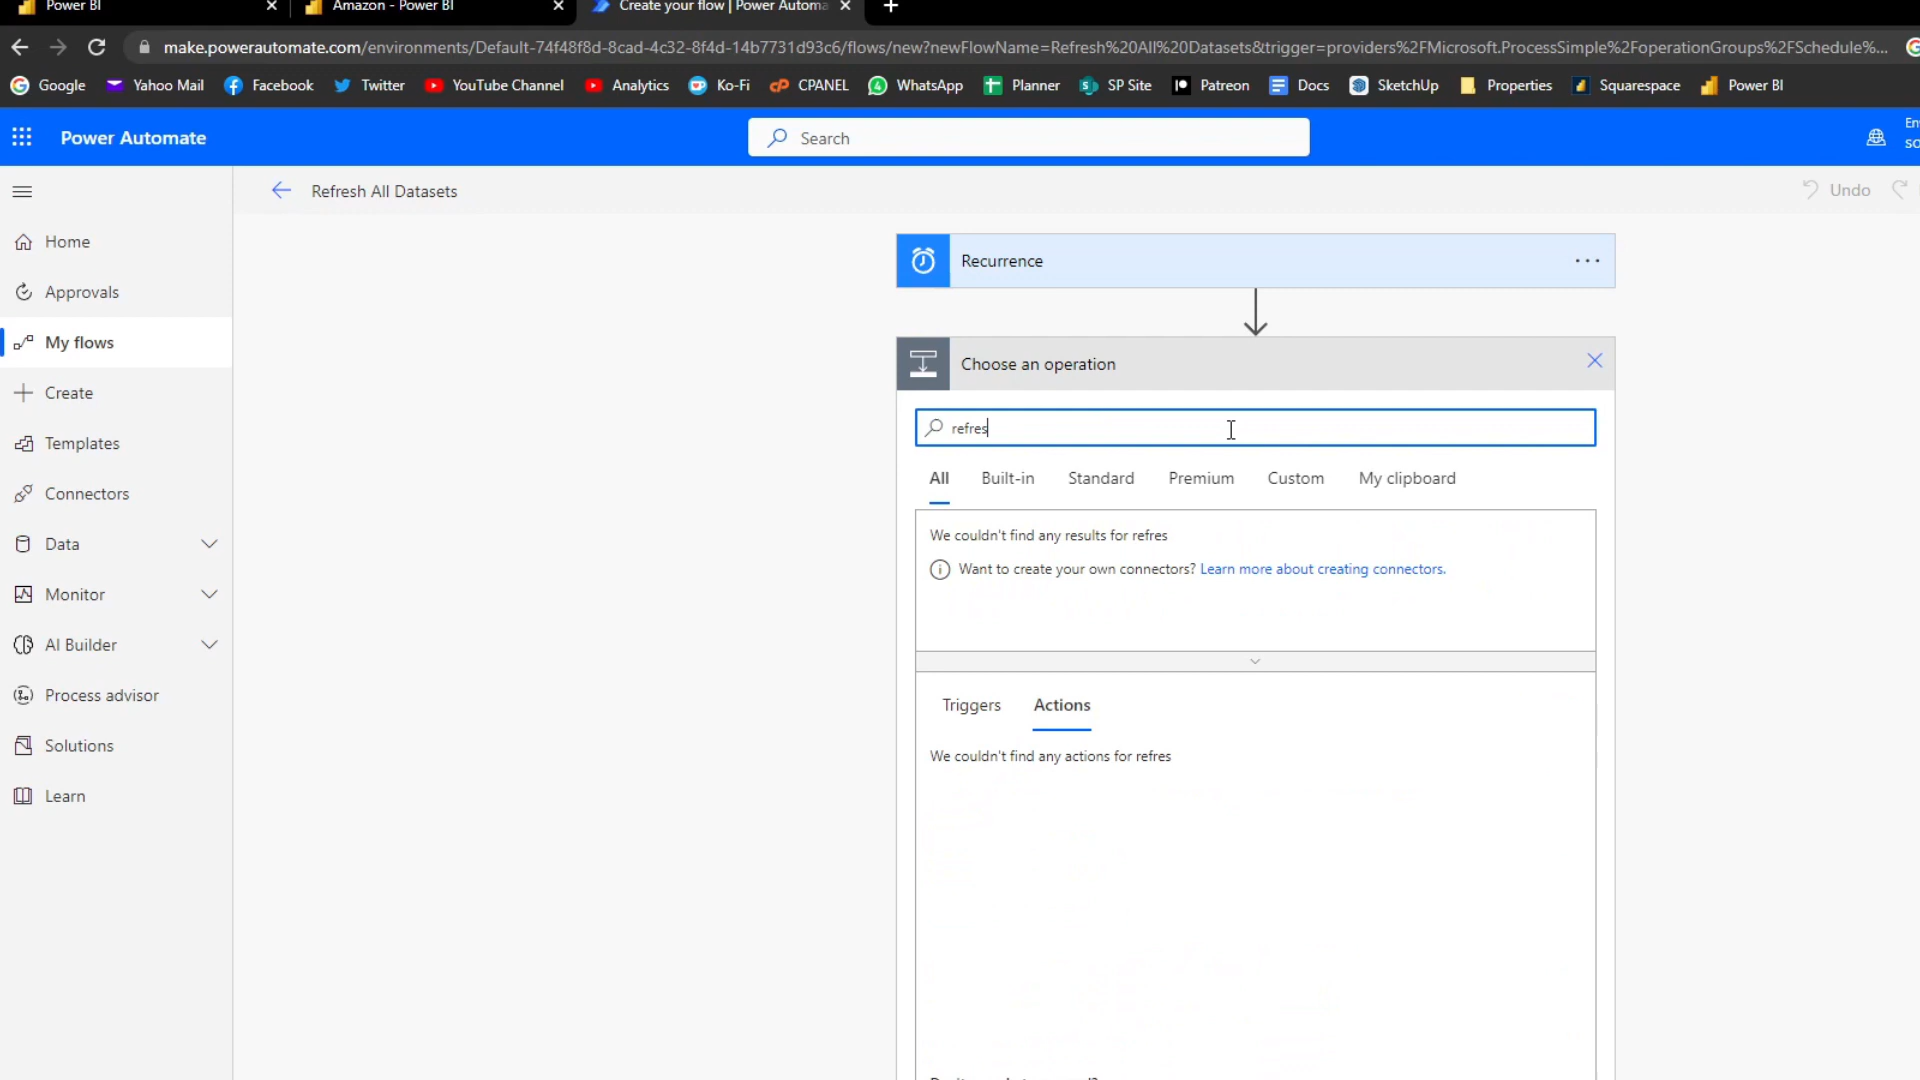 Power BI
Amazon - Power BI
Create your flow | Power Automa
make.powerautomate.com/environments/Default-74f48f8d-8cad-4c32-8f4d-14b7731d93c6/flows/new?newFlowName=Refresh%20All%20Datasets&trigger=providers%2FMicrosoft.ProcessSimple%2FoperationGroups%2FSchedule%...
Google
Yahoo Mail
Facebook
Twitter
YouTube Channel
Analytics
Ko-Fi
CPANEL
WhatsApp
Planner
SP Site
Patreon
Docs
SketchUp
Properties
Squarespace
Power BI
Power Automate
Search
Refresh All Datasets
Undo
Home
Approvals
My flows
Create
Templates
Connectors
Data
Monitor
AI Builder
Process advisor
Solutions
Learn
Recurrence
Choose an operation
refres
All
Built-in
Standard
Premium
Custom
My clipboard
We couldn't find any results for refres
Want to create your own connectors? Learn more about creating connectors.
Triggers
Actions
We couldn't find any actions for refres